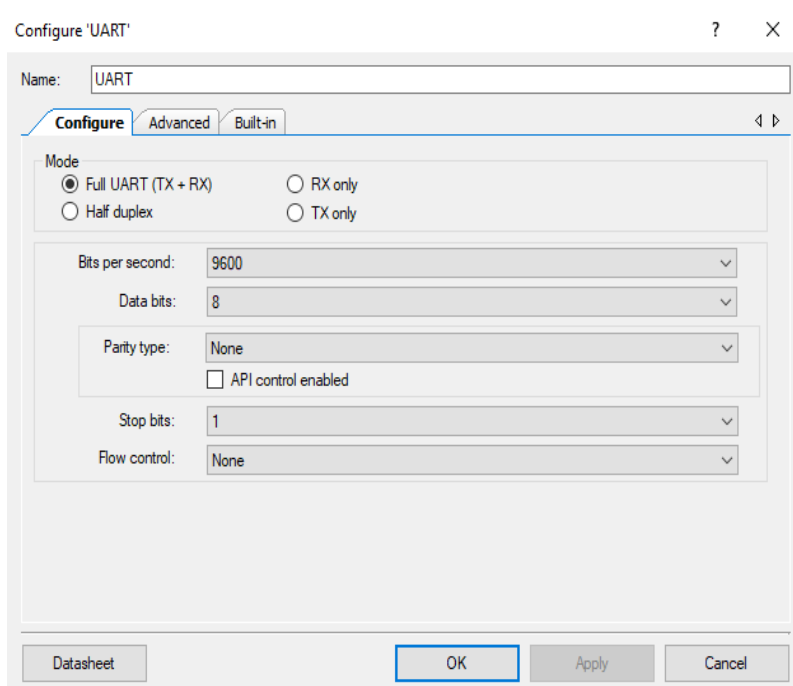 Configure 'UART' ? X
Name: UART
Configure Advanced Built-in
Mode
Full UART (TX + RX) RX only
Half duplex TX only
Bits per second: 9600
Data bits: 8
Parity type: None
API control enabled
Stop bits: 1
Flow control: None
Datasheet OK Apply Cancel